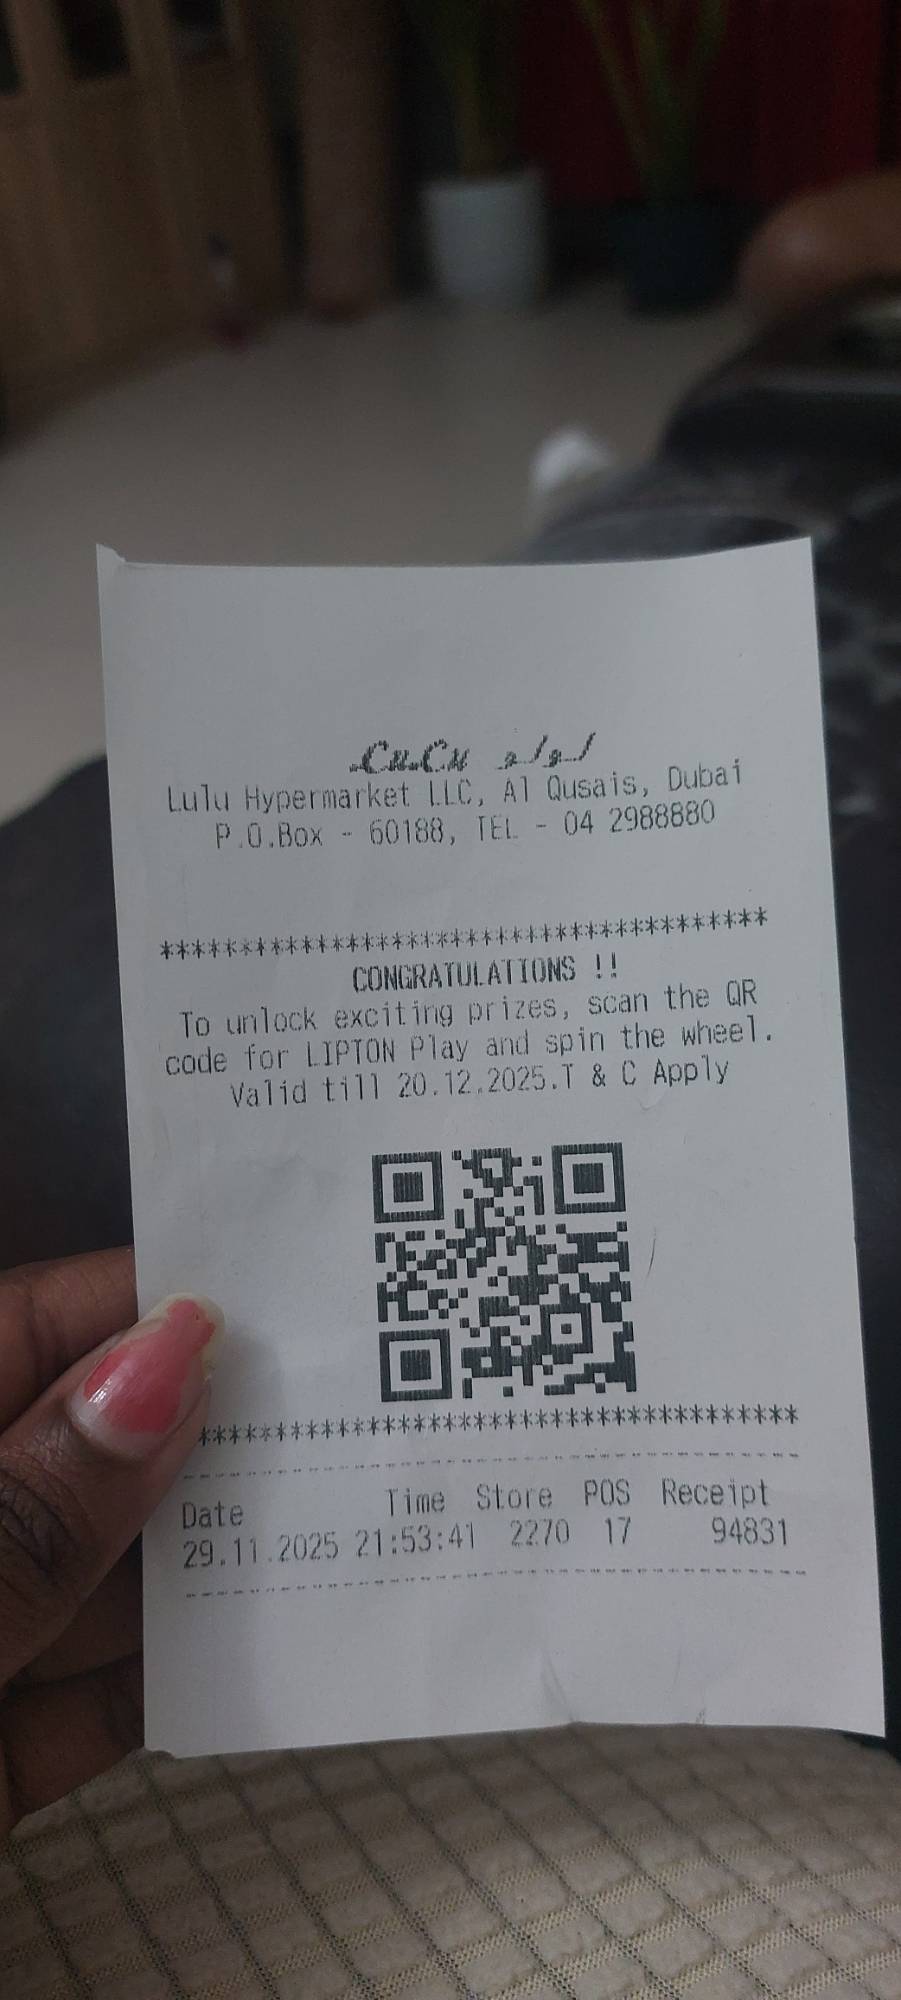 LuLu لولو
Lulu Hypermarket LLC, Al Qusais, Dubai
P.O.Box - 60188, TEL - 04 2988880
***************************************
CONGRATULATIONS !!
To unlock exciting prizes, scan the QR
code for LIPTON Play and spin the wheel.
Valid till 20.12.2025.T & C Apply
***************************************
----------------------------------------
Date Time Store POS Receipt
29.11.2025 21:53:41 2270 17 94831
----------------------------------------